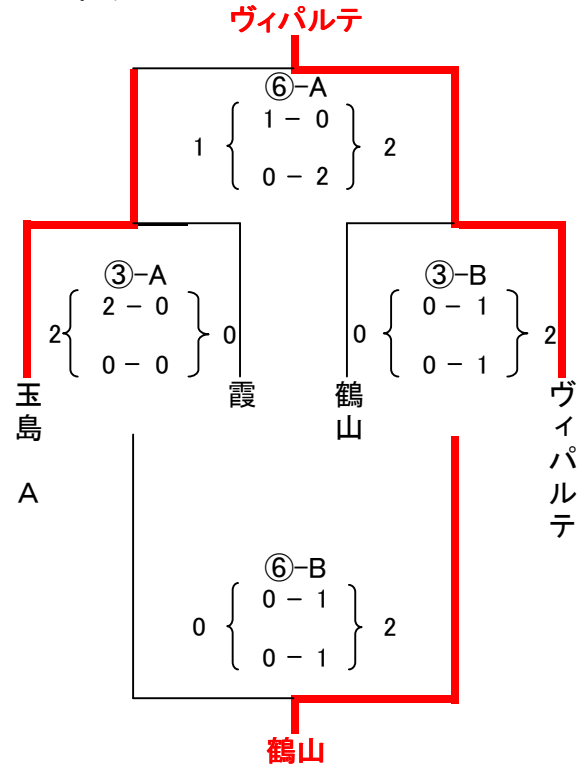 ヴィパルテ
⑥-A
1 1 － 0 2
0 － 2
③-A
2 2 － 0 0
0 － 0
③-B
0 0 － 1 2
0 － 1
玉島 A
霞
鶴山
ヴィパルテ
⑥-B
0 0 － 1 2
0 － 1
鶴山